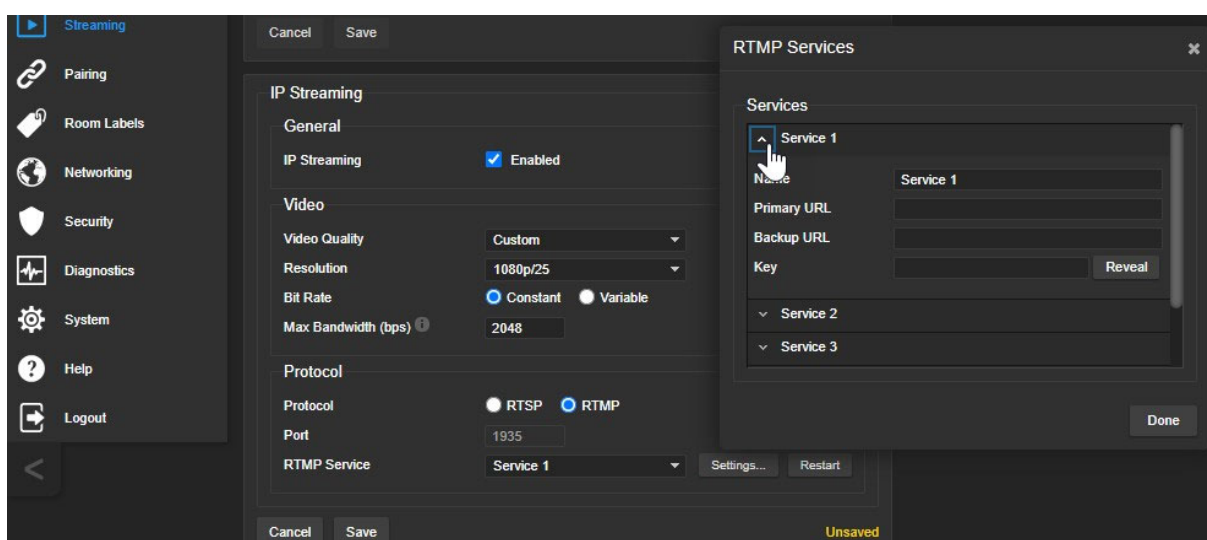 Streaming
Pairing
Room Labels
Networking
Security
Diagnostics
System
Help
Logout
Cancel Save
IP Streaming
General
IP Streaming Enabled
Video
Video Quality Custom
Resolution 1080p/25
Bit Rate Constant Variable
Max Bandwidth (bps) 2048
Protocol
Protocol RTSP RTMP
Port 1935
RTMP Service Service 1 Settings... Restart
Cancel Save Unsaved
RTMP Services
Services
Service 1
Name Service 1
Primary URL
Backup URL
Key Reveal
Service 2
Service 3
Done